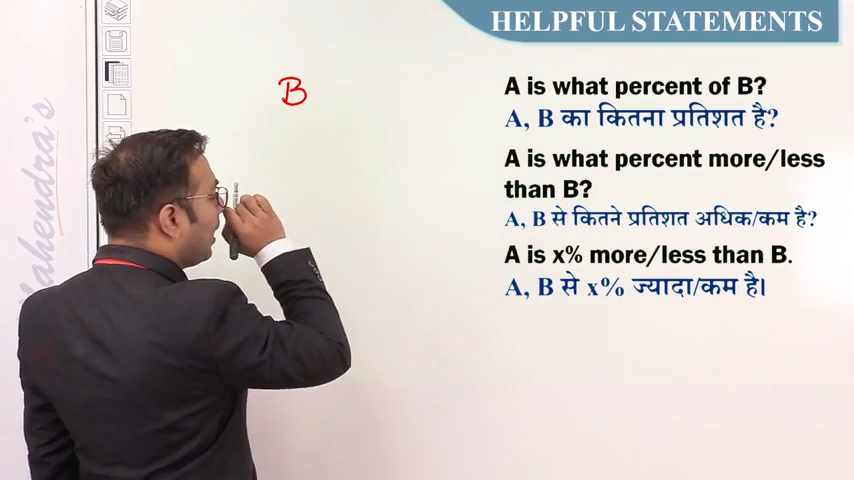 HELPFUL STATEMENTS
B
A is what percent of B?
A, B का कितना प्रतिशत है?
A is what percent more/less
than B?
A, B से कितने प्रतिशत अधिक/कम है?
A is x% more/less than B.
A, B से x% ज्यादा/कम है।
Mahendra's